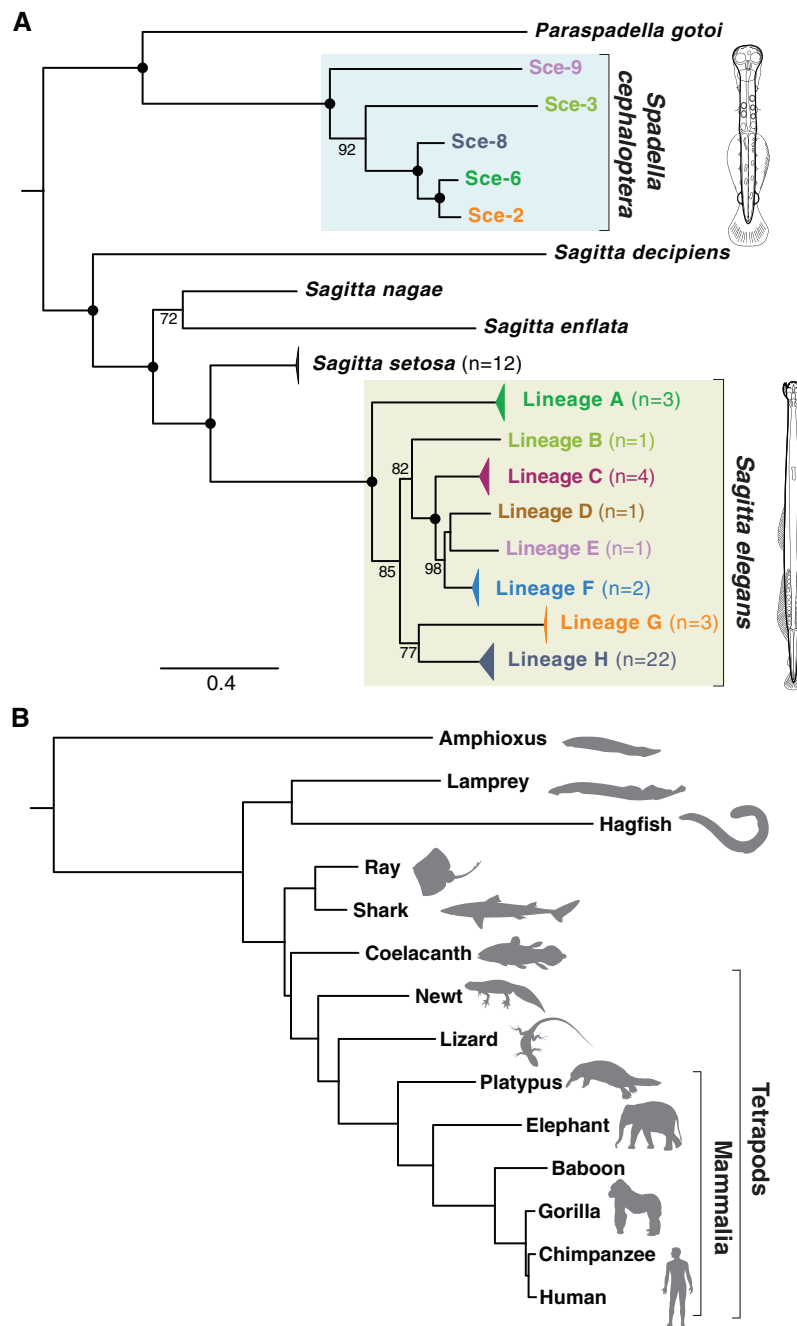 A
Paraspadella gotoi
Sce-9
Sce-3
92
Sce-8
Sce-6
Sce-2
Spadella
cephaloptera
Sagitta decipiens
Sagitta nagae
72
Sagitta enflata
Sagitta setosa (n=12)
Lineage A (n=3)
Lineage B (n=1)
82
Lineage C (n=4)
Lineage D (n=1)
Lineage E (n=1)
85
98
Lineage F (n=2)
Lineage G (n=3)
77
Lineage H (n=22)
Sagitta elegans
0.4
B
Amphioxus
Lamprey
Hagfish
Ray
Shark
Coelacanth
Newt
Lizard
Platypus
Elephant
Baboon
Gorilla
Chimpanzee
Human
Mammalia
Tetrapods